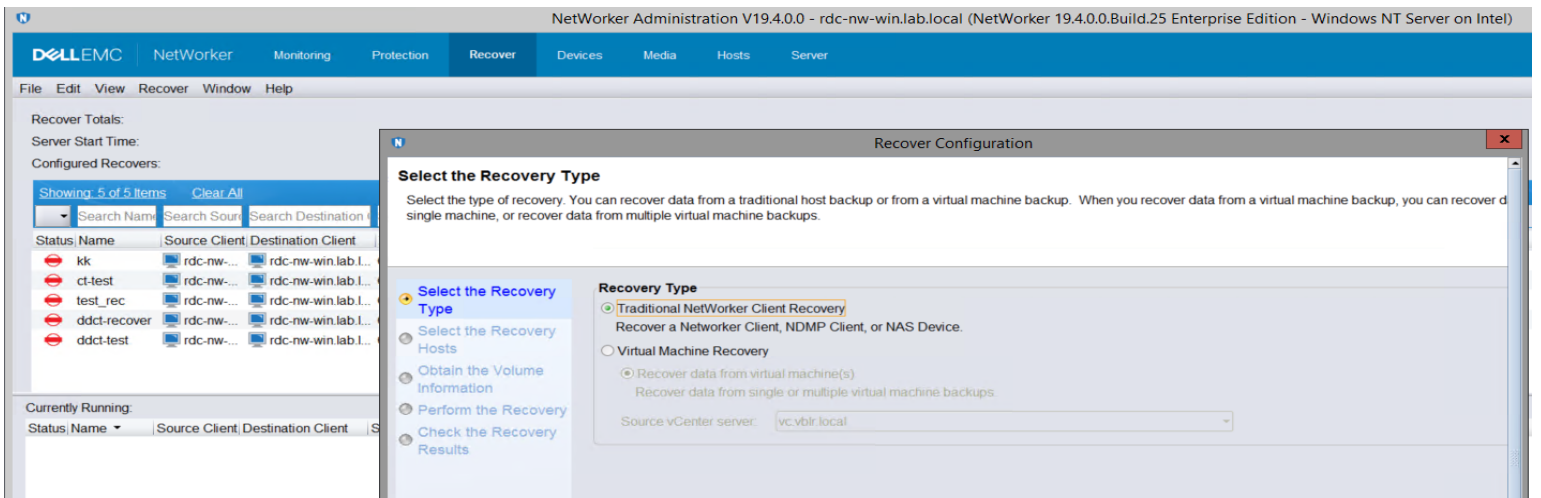 NetWorker Administration V19.4.0.0 - rdc-nw-win.lab.local (NetWorker 19.4.0.0.Build.25 Enterprise Edition - Windows NT Server on Intel)
DELLEMC NetWorker Monitoring Protection Recover Devices Media Hosts Server
File Edit View Recover Window Help
Recover Totals:
Server Start Time:
Configured Recovers:
Showing: 5 of 5 Items Clear All
Search Name Search Sourc Search Destination
Status Name Source Client Destination Client
kk rdc-nw-... rdc-nw-win.lab.l...
ct-test rdc-nw-... rdc-nw-win.lab.l...
test_rec rdc-nw-... rdc-nw-win.lab.l...
ddct-recover rdc-nw-... rdc-nw-win.lab.l...
ddct-test rdc-nw-... rdc-nw-win.lab.l...
Currently Running:
Status Name Source Client Destination Client S
Recover Configuration
x
Select the Recovery Type
Select the type of recovery. You can recover data from a traditional host backup or from a virtual machine backup. When you recover data from a virtual machine backup, you can recover d
single machine, or recover data from multiple virtual machine backups.
Select the Recovery
Type
Select the Recovery
Hosts
Obtain the Volume
Information
Perform the Recovery
Check the Recovery
Results
Recovery Type
Traditional NetWorker Client Recovery
Recover a Networker Client, NDMP Client, or NAS Device.
Virtual Machine Recovery
Recover data from virtual machine(s)
Recover data from single or multiple virtual machine backups
Source vCenter server: vc.vblr.local